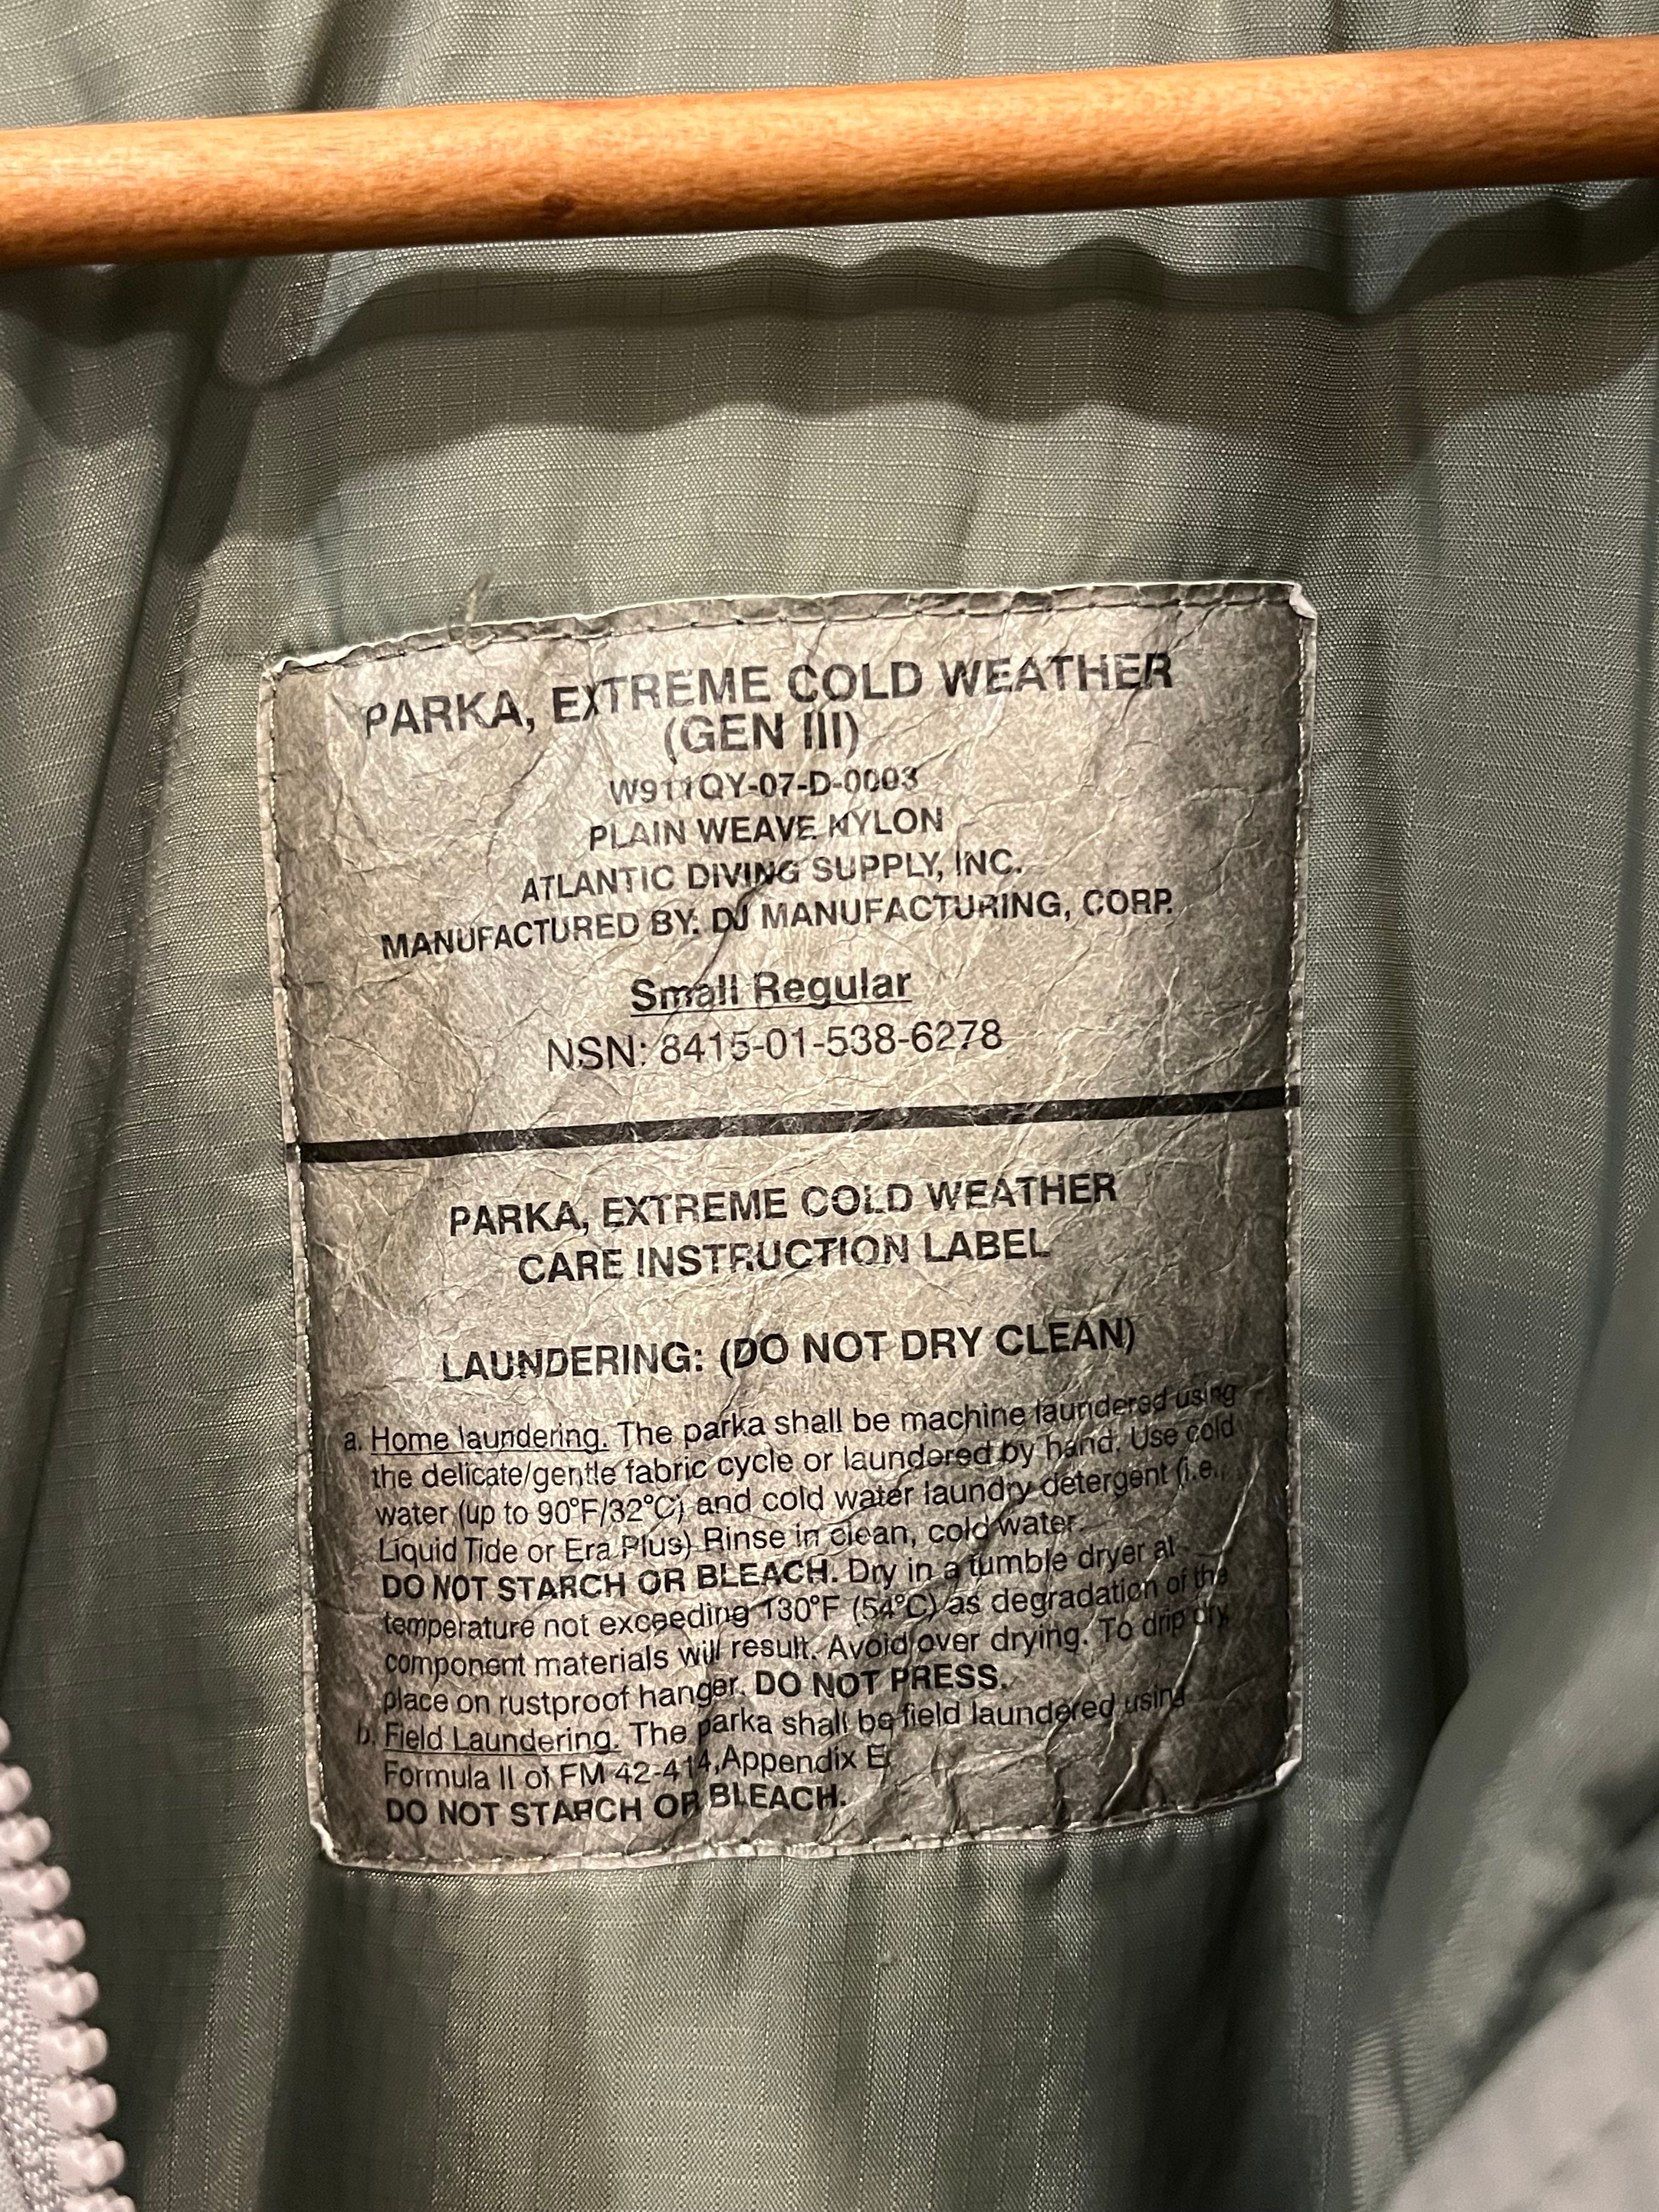 PARKA, EXTREME COLD WEATHER
(GEN III)
W911QY-07-D-0003
PLAIN WEAVE NYLON
ATLANTIC DIVING SUPPLY, INC.
MANUFACTURED BY: DJ MANUFACTURING, CORP.
Small Regular
NSN: 8415-01-538-6278
PARKA, EXTREME COLD WEATHER
CARE INSTRUCTION LABEL
LAUNDERING: (DO NOT DRY CLEAN)
a. Home laundering. The parka shall be machine laundered using
the delicate/gentle fabric cycle or laundered by hand. Use cold
water (up to 90°F/32°C) and cold water laundry detergent (i.e.,
Liquid Tide or Era Plus) Rinse in clean, cold water.
DO NOT STARCH OR BLEACH. Dry in a tumble dryer at
temperature not exceeding 130°F (54°C) as degradation of the
component materials will result. Avoid over drying. To drip dry,
place on rustproof hanger. DO NOT PRESS.
b. Field Laundering. The parka shall be field laundered using
Formula II of FM 42-414, Appendix E.
DO NOT STARCH OR BLEACH.